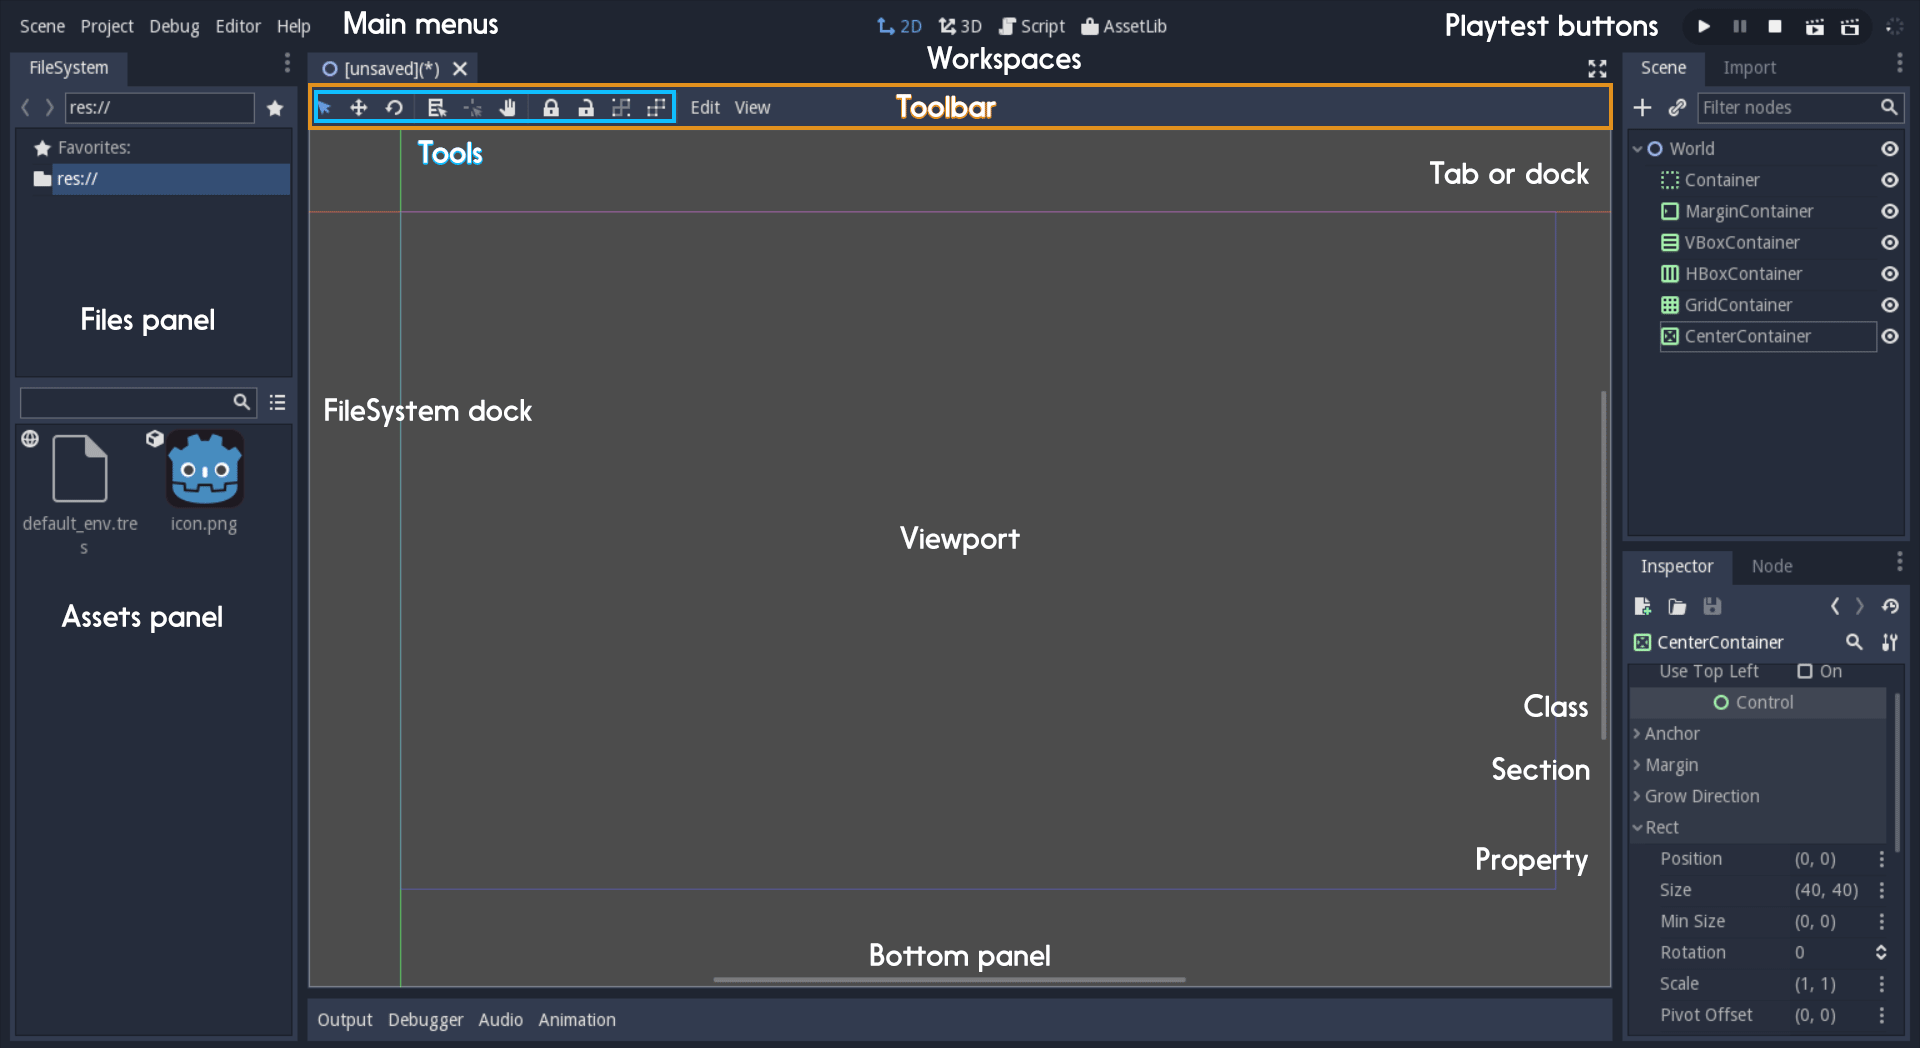 Scene Project Debug Editor Help Main menus 2D 3D Script AssetLib Playtest buttons
Workspaces
FileSystem
res://
Favorites:
res://
Files panel
default_env.tre
s
icon.png
Assets panel
[unsaved](*)
Edit View Toolbar
Tools
Tab or dock
FileSystem dock
Viewport
Class
Section
Property
Bottom panel
Output Debugger Audio Animation
Scene Import
Filter nodes
World
Container
MarginContainer
VBoxContainer
HBoxContainer
GridContainer
CenterContainer
Inspector Node
CenterContainer
Use Top Left On
Control
Anchor
Margin
Grow Direction
Rect
Position (0, 0)
Size (40, 40)
Min Size (0, 0)
Rotation 0
Scale (1, 1)
Pivot Offset (0, 0)